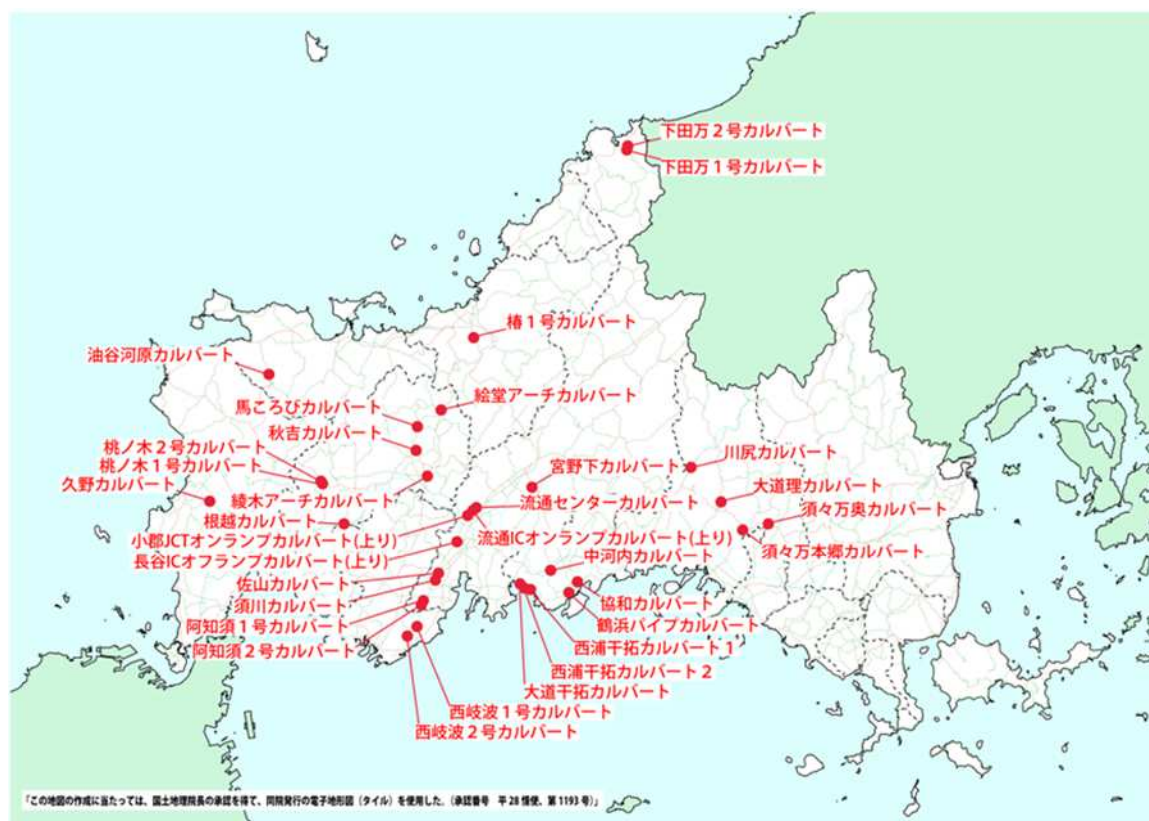 下田万２号カルバート
下田万１号カルバート
椿１号カルバート
油谷河原カルバート
絵堂アーチカルバート
馬ころびカルバート
秋吉カルバート
桃ノ木２号カルバート
桃ノ木１号カルバート
久野カルバート
綾木アーチカルバート
根越カルバート
宮野下カルバート
川尻カルバート
流通センターカルバート
大道理カルバート
須々万奥カルバート
小郡JCTオンランプカルバート(上り)
流通ICオンランプカルバート(上り)
須々万本郷カルバート
長谷ICオフランプカルバート(上り)
中河内カルバート
佐山カルバート
須川カルバート
協和カルバート
阿知須１号カルバート
鶴浜パイプカルバート
阿知須２号カルバート
西浦干拓カルバート１
西浦干拓カルバート２
大道干拓カルバート
西岐波１号カルバート
西岐波２号カルバート
「この地図の作成に当たっては、国土地理院長の承認を得て、同院発行の電子地形図（タイル）を使用した。（承認番号　平 28 情使、第 1193 号）」